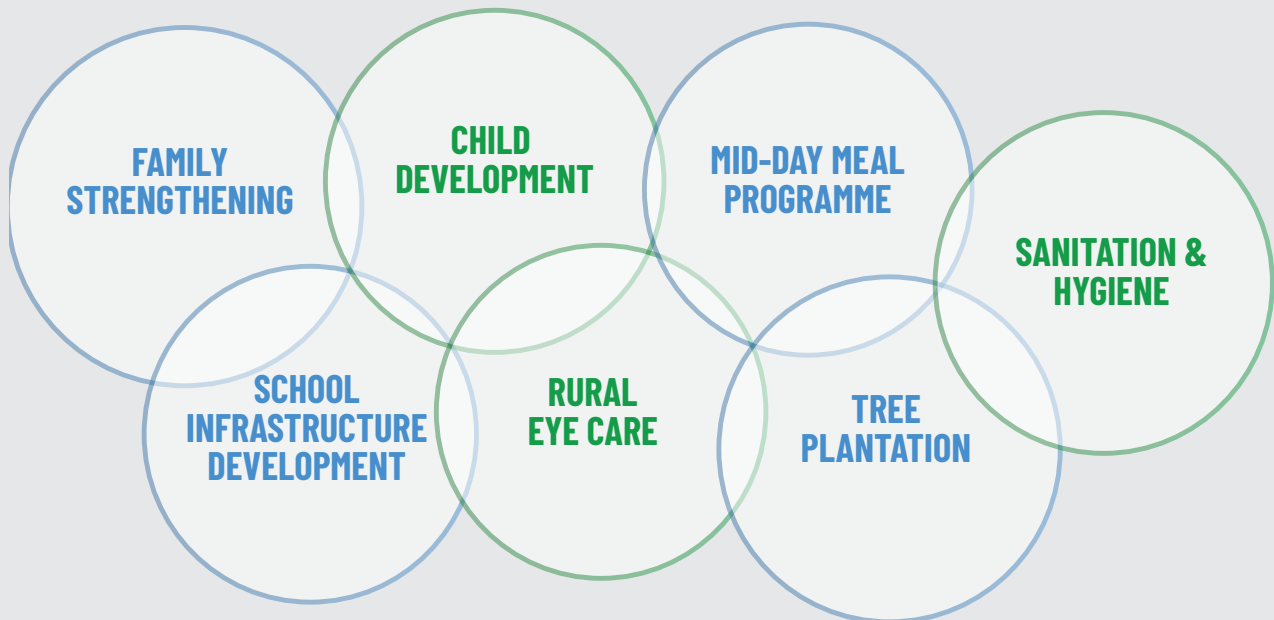 FAMILY
STRENGTHENING
CHILD
DEVELOPMENT
MID-DAY MEAL
PROGRAMME
SANITATION &
HYGIENE
SCHOOL
INFRASTRUCTURE
DEVELOPMENT
RURAL
EYE CARE
TREE
PLANTATION